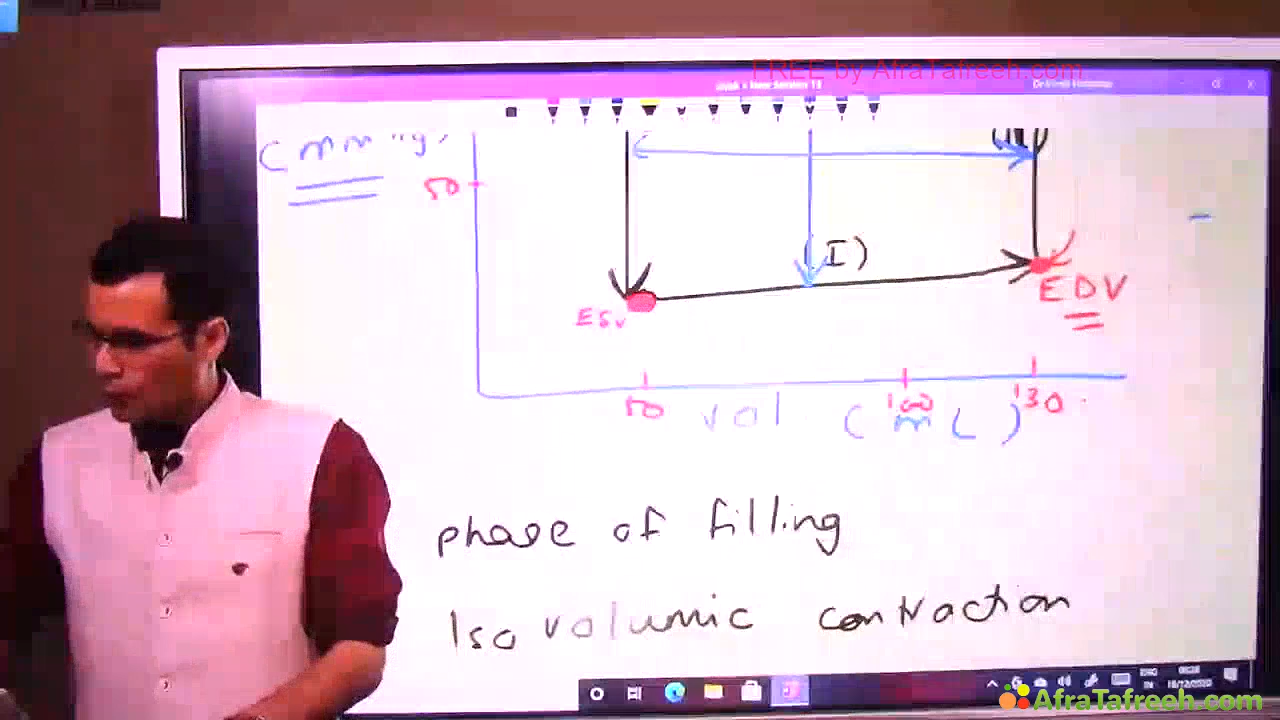 FREE by AfraTafreeh.com
50
(I)
EDV
ESV
50
100
130
vol. (mL)
phase of filling
Isovolumic contraction
AfraTafreeh.com